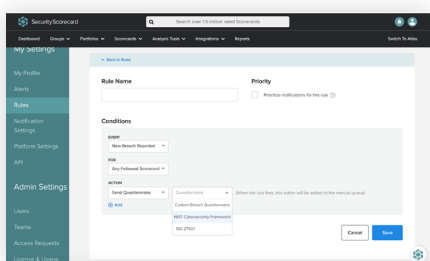 SecurityScorecard
Search over 1.5 million rated Scorecards
Dashboard Groups Portfolios Scorecards Analysis Tools Integrations Reports Switch To Atlas
My Settings
← Back to Rules
My Profile
Alerts
Rules
Notification Settings
Platform Settings
API
Admin Settings
Users
Teams
Access Requests
License & Usage
Rule Name
Priority
Prioritize notifications for this rule
Conditions
EVENT
New Breach Reported
FOR
Any Followed Scorecard
ACTION
Send Questionnaire
Questionnaire
(When the rule fires, this action will be added to the manual queue)
Add
Custom Breach Questionnaire
NIST Cybersecurity Framework
ISO 27001
Cancel
Save